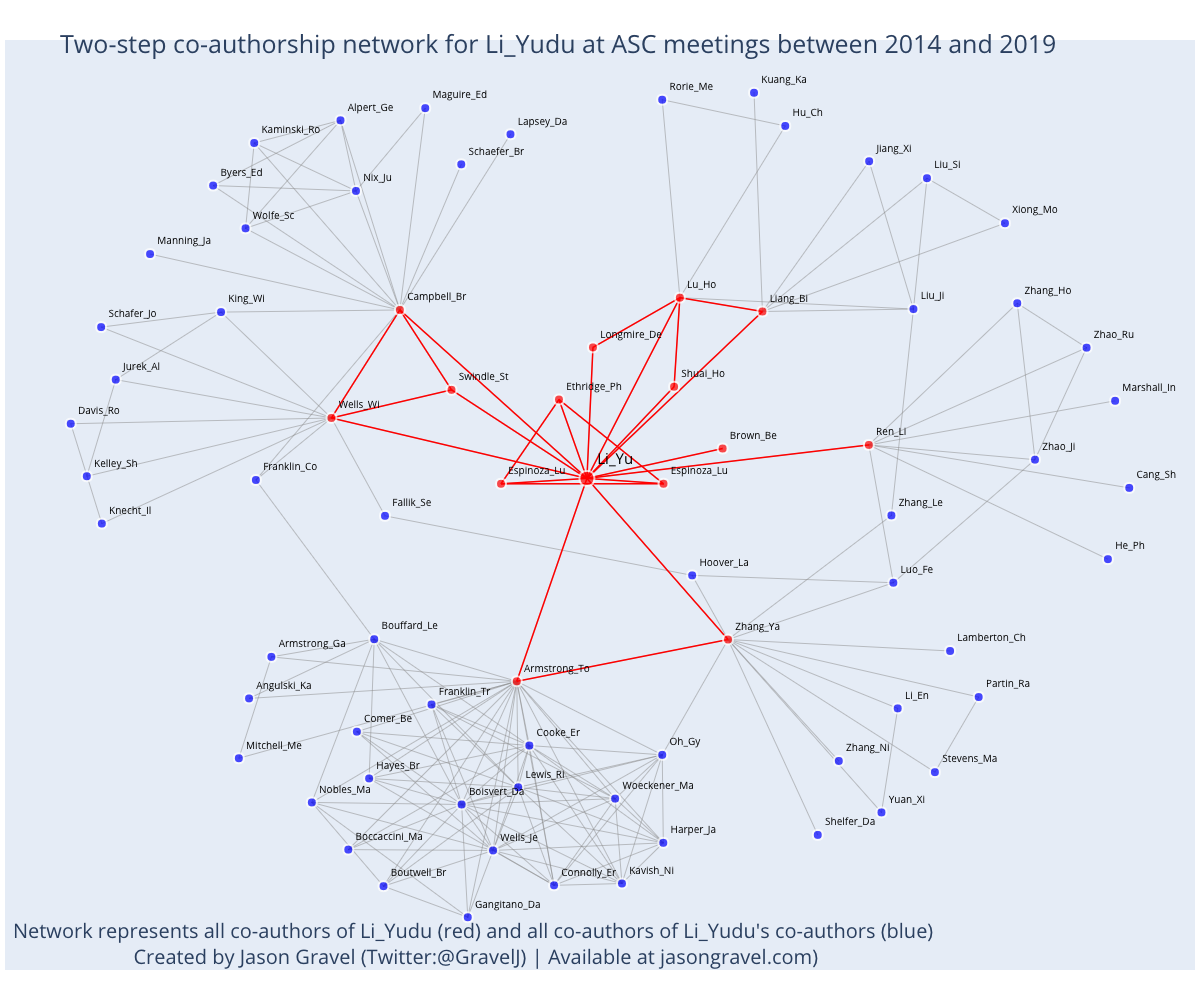 Two-step co-authorship network for Li_Yudu at ASC meetings between 2014 and 2019
Kuang_Ka
Rorie_Me
Maguire_Ed
Alpert_Ge
Hu_Ch
Lapsey_Da
Kaminski_Ro
Jiang_Xi
Schaefer_Br
Liu_Si
Byers_Ed
Nix_Ju
Xiong_Mo
Wolfe_Sc
Manning_Ja
Lu_Ho
Zhang_Ho
Liu_Ji
King_Wi
Campbell_Br
Liang_Bi
Schafer_Jo
Longmire_De
Zhao_Ru
Jurek_Al
Swindle_St
Shuai_Ho
Ethridge_Ph
Marshall_In
Wells_Wi
Davis_Ro
Ren_Li
Brown_Be
Zhao_Ji
Li_Yu
Kelley_Sh
Franklin_Co
Espinoza_Lu
Espinoza_Lu
Cang_Sh
Fallik_Se
Zhang_Le
Knecht_Il
He_Ph
Hoover_La
Luo_Fe
Bouffard_Le
Zhang_Ya
Lamberton_Ch
Armstrong_Ga
Armstrong_To
Angulski_Ka
Franklin_Tr
Li_En
Partin_Ra
Comer_Be
Cooke_Er
Oh_Gy
Mitchell_Me
Zhang_Ni
Stevens_Ma
Hayes_Br
Lewis_Ri
Woeckener_Ma
Nobles_Ma
Boisvert_Da
Yuan_Xi
Shelfer_Da
Boccaccini_Ma
Wells_Je
Harper_Ja
Boutwell_Br
Connolly_Er
Kavish_Ni
Gangitano_Da
Network represents all co-authors of Li_Yudu (red) and all co-authors of Li_Yudu's co-authors (blue)
Created by Jason Gravel (Twitter:@GravelJ) | Available at jasongravel.com)